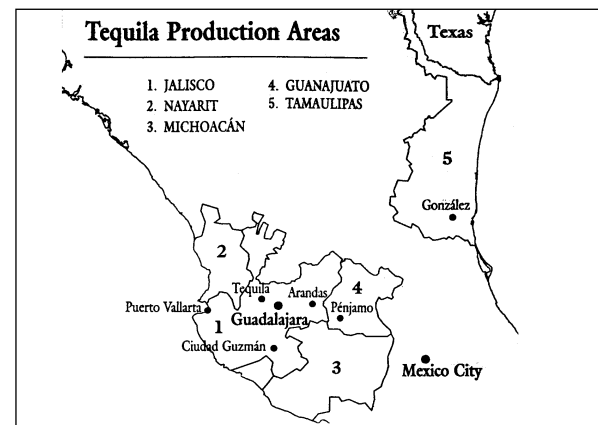 Tequila Production Areas
1. JALISCO
2. NAYARIT
3. MICHOACÁN
4. GUANAJUATO
5. TAMAULIPAS
Texas
5
González
2
Tequila
Arandas
4
Puerto Vallarta
Guadalajara
Pénjamo
1
Ciudad Guzmán
3
Mexico City